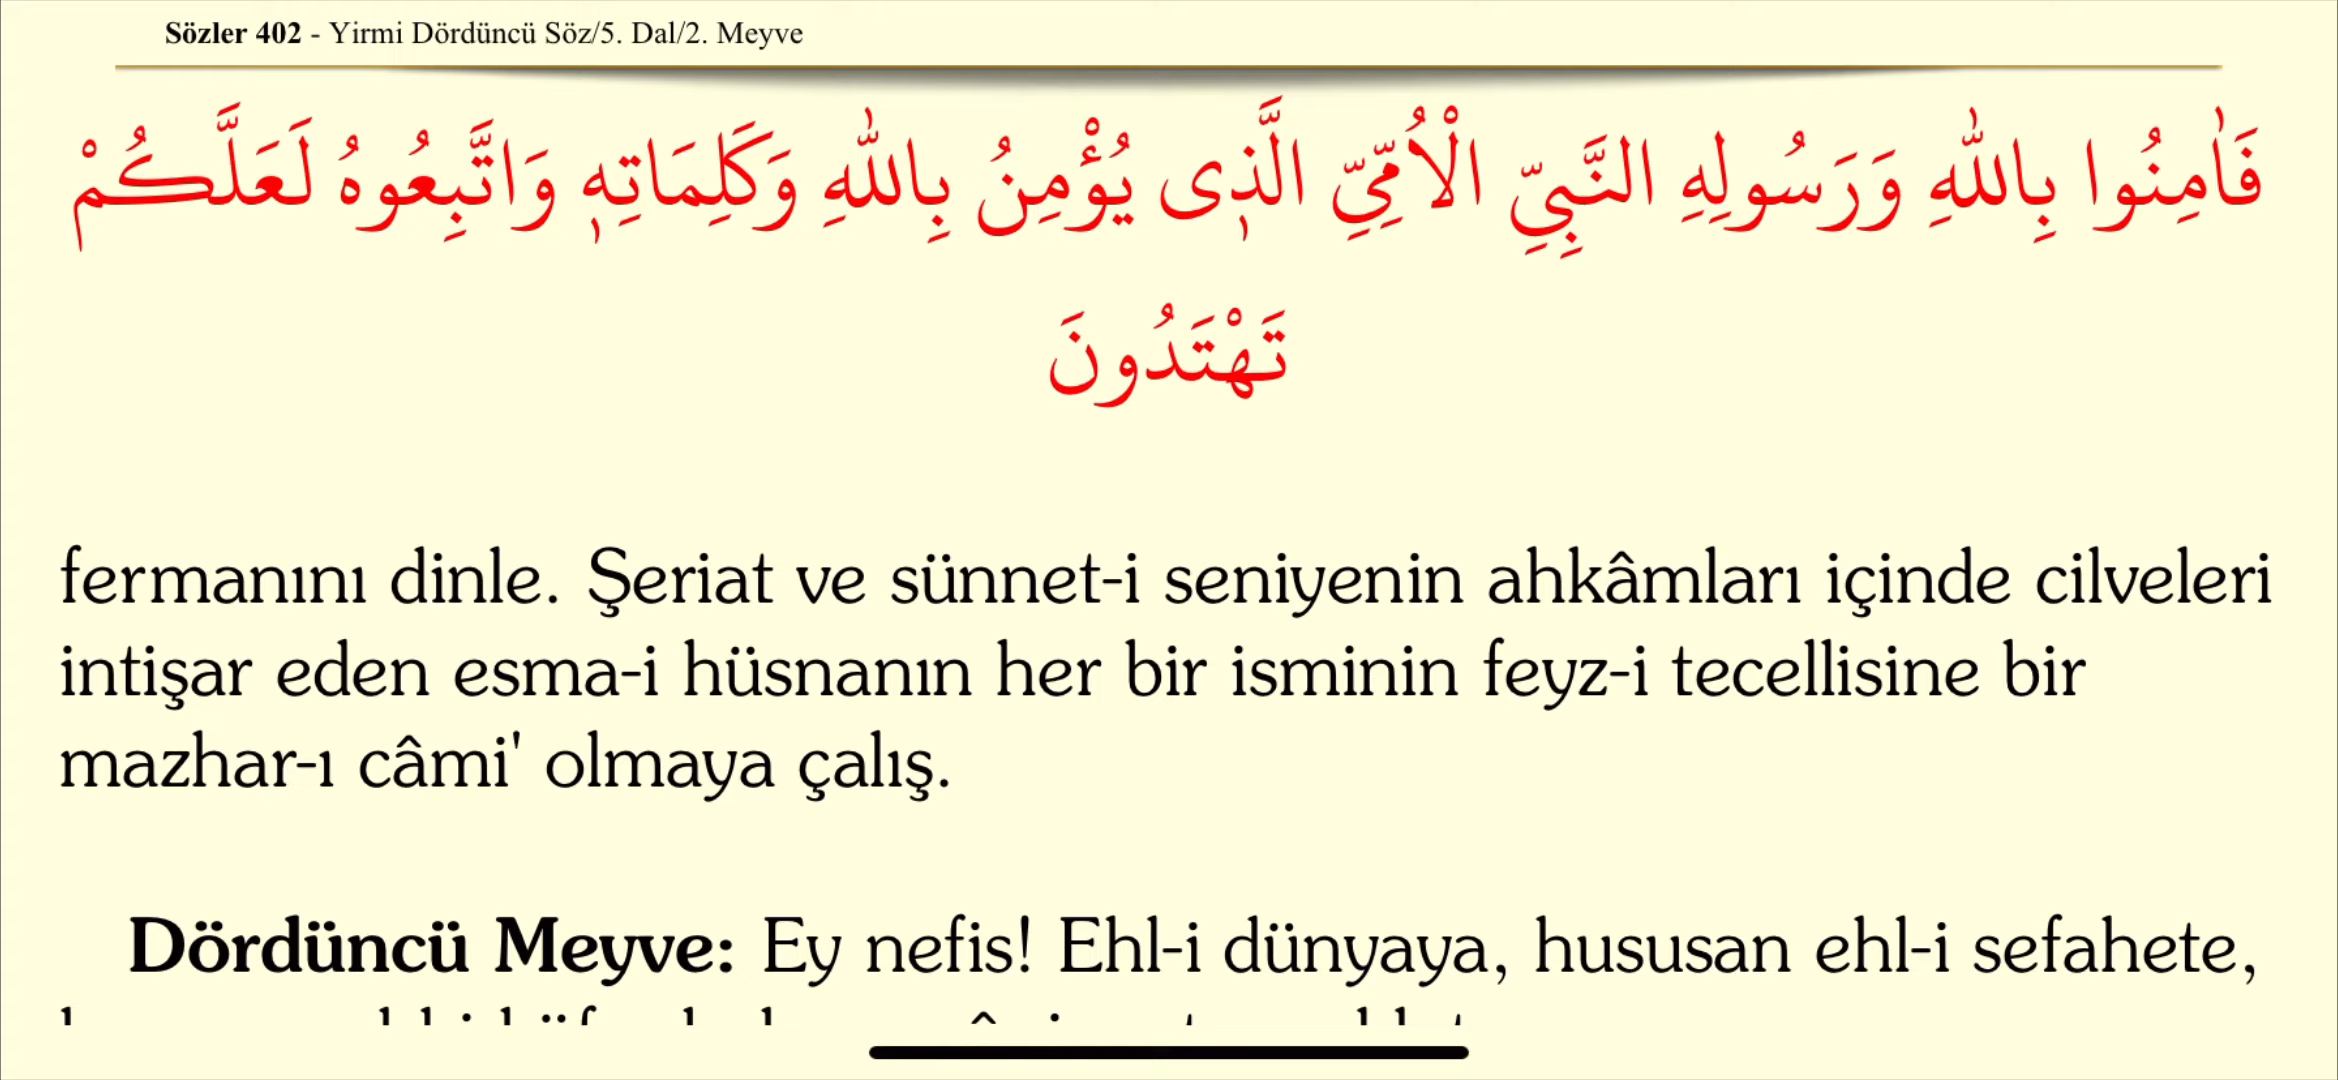 Sözler 402 - Yirmi Dördüncü Söz/5. Dal/2. Meyve
فَاٰمِنُوا بِاللّٰهِ وَرَسُولِهِ النَّبِيِّ الْاُمِّيِّ الَّذٖى يُؤْمِنُ بِاللّٰهِ وَكَلِمَاتِهٖ وَاتَّبِعُوهُ لَعَلَّكُمْ
تَهْتَدُونَ
fermanını dinle. Şeriat ve sünnet-i seniyenin ahkâmları içinde cilveleri
intişar eden esma-i hüsnanın her bir isminin feyz-i tecellisine bir
mazhar-ı câmi' olmaya çalış.
Dördüncü Meyve: Ey nefis! Ehl-i dünyaya, hususan ehl-i sefahete,